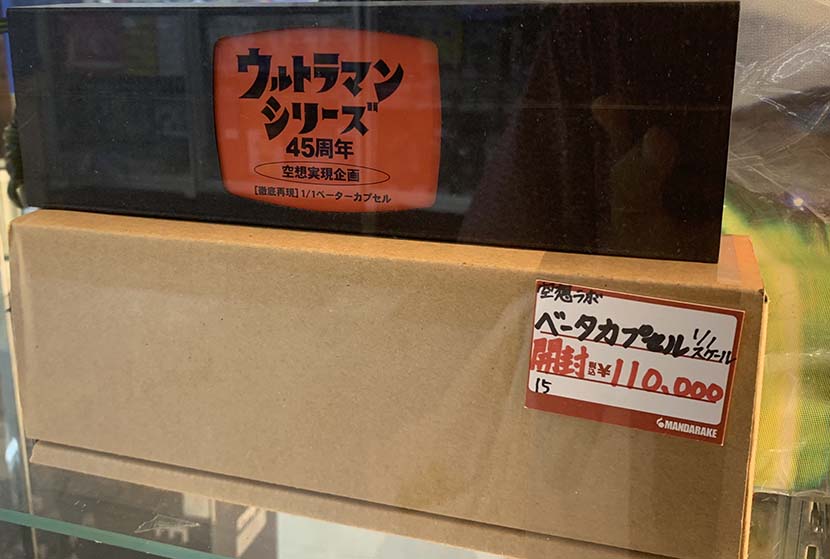 ウルトラマン
シリーズ
45周年
空想実現企画
【徹底再現】1/1ベーターカプセル
空想ラボ
ベータカプセル 1/1スケール
開封 110,000
15
MANDARAKE